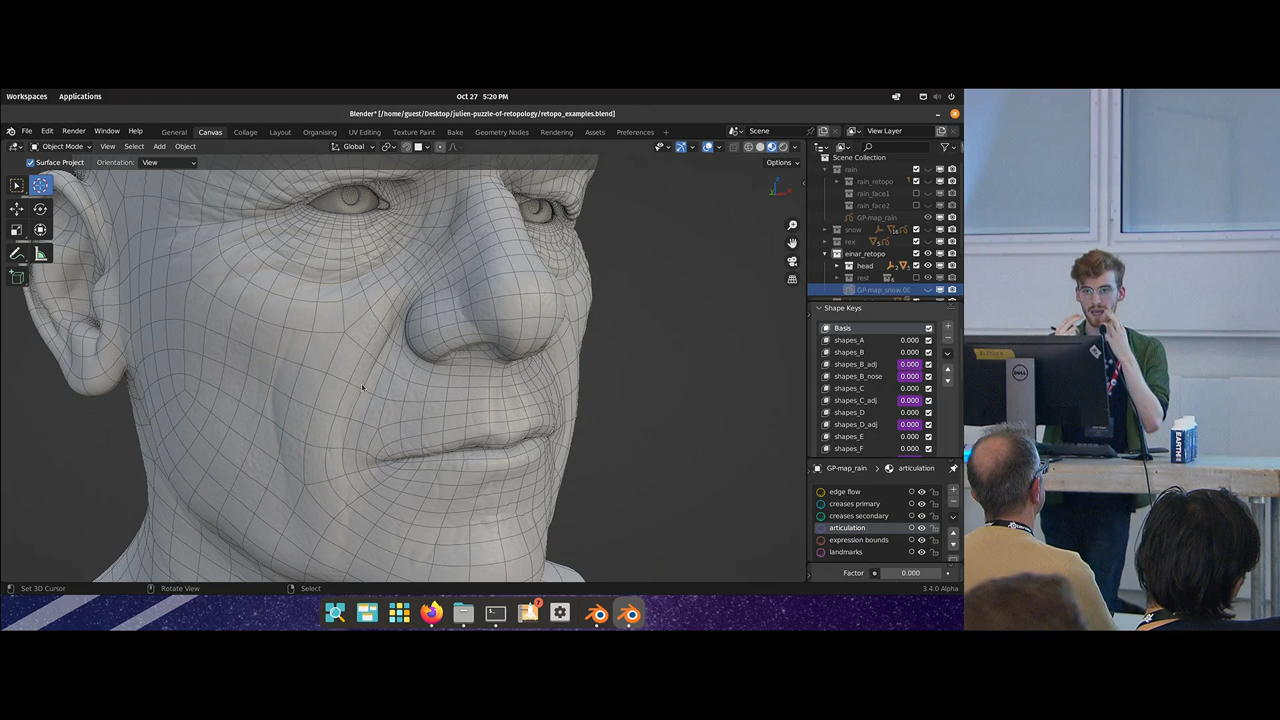 Workspaces Applications Oct 27 5:20 PM
Blender* [/home/guest/Desktop/julien-puzzle-of-retopology/retopo_examples.blend]
File Edit Render Window Help General Canvas Collage Layout Organising UV Editing Texture Paint Bake Geometry Nodes Rendering Assets Preferences Scene View Layer
Object Mode View Select Add Object Global
Surface Project Orientation: View Options
Scene Collection
rain
rain_retopo
rain_face1
rain_face2
GP-map_rain
snow
rex
einar_retopo
head
rest
GP-map_snow.00
Shape Keys
Basis
shapes_A 0.000
shapes_B 0.000
shapes_B_adj 0.000
shapes_B_nose 0.000
shapes_C 0.000
shapes_C_adj 0.000
shapes_D 0.000
shapes_D_adj 0.000
shapes_E 0.000
shapes_F 0.000
GP-map_rain > articulation
edge flow
creases primary
creases secondary
articulation
expression bounds
landmarks
Factor 0.000
Set 3D Cursor Rotate View Select 3.4.0 Alpha
DELL
BLENDER
EARTH